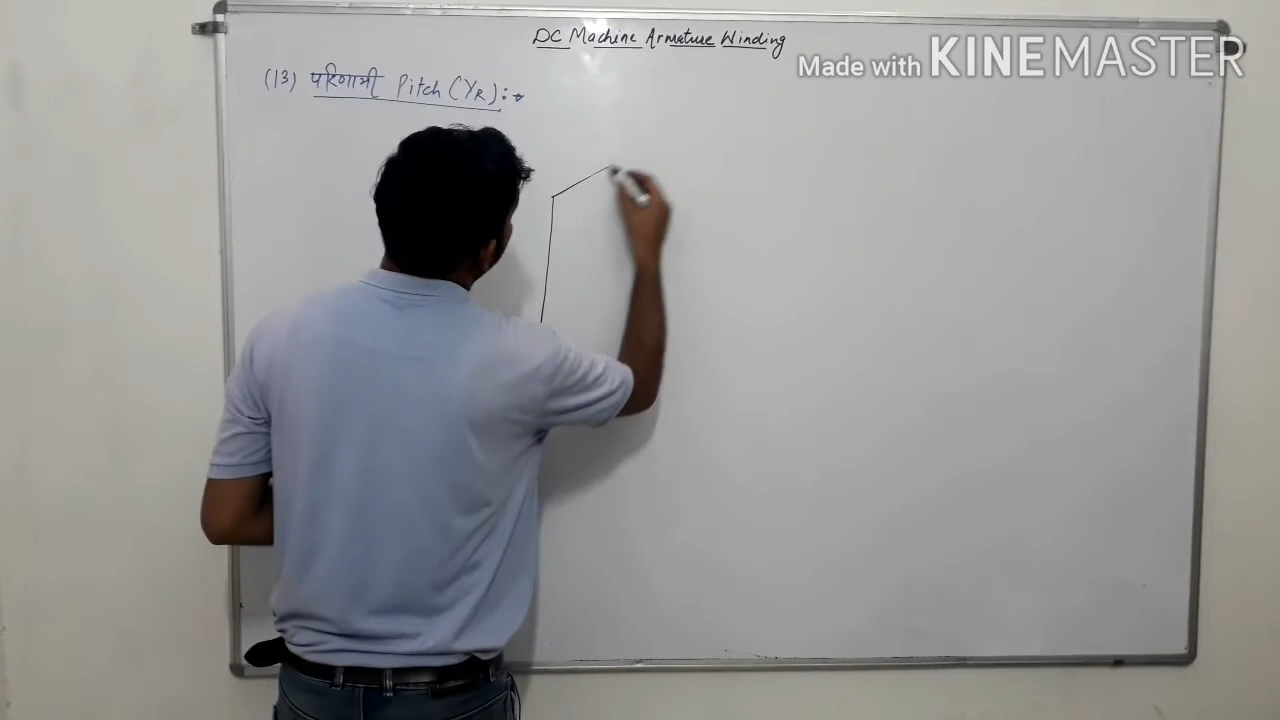 DC Machine Armature Winding
Made with KINEMASTER
(13) परिणामी Pitch (YR):-